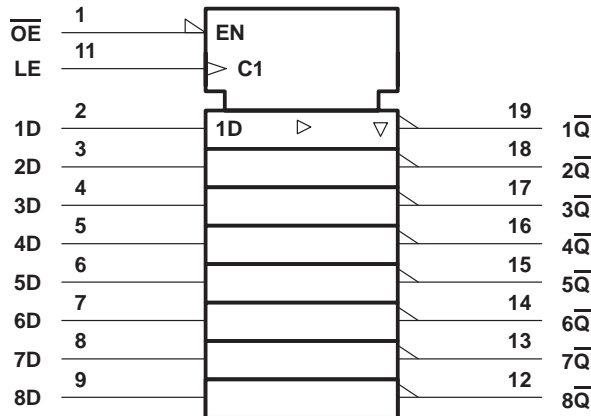 1
O̅E̅ EN
11
LE C1
2 19
1D 1D 1Q̅
3 18
2D 2Q̅
4 17
3D 3Q̅
5 16
4D 4Q̅
6 15
5D 5Q̅
7 14
6D 6Q̅
8 13
7D 7Q̅
9 12
8D 8Q̅